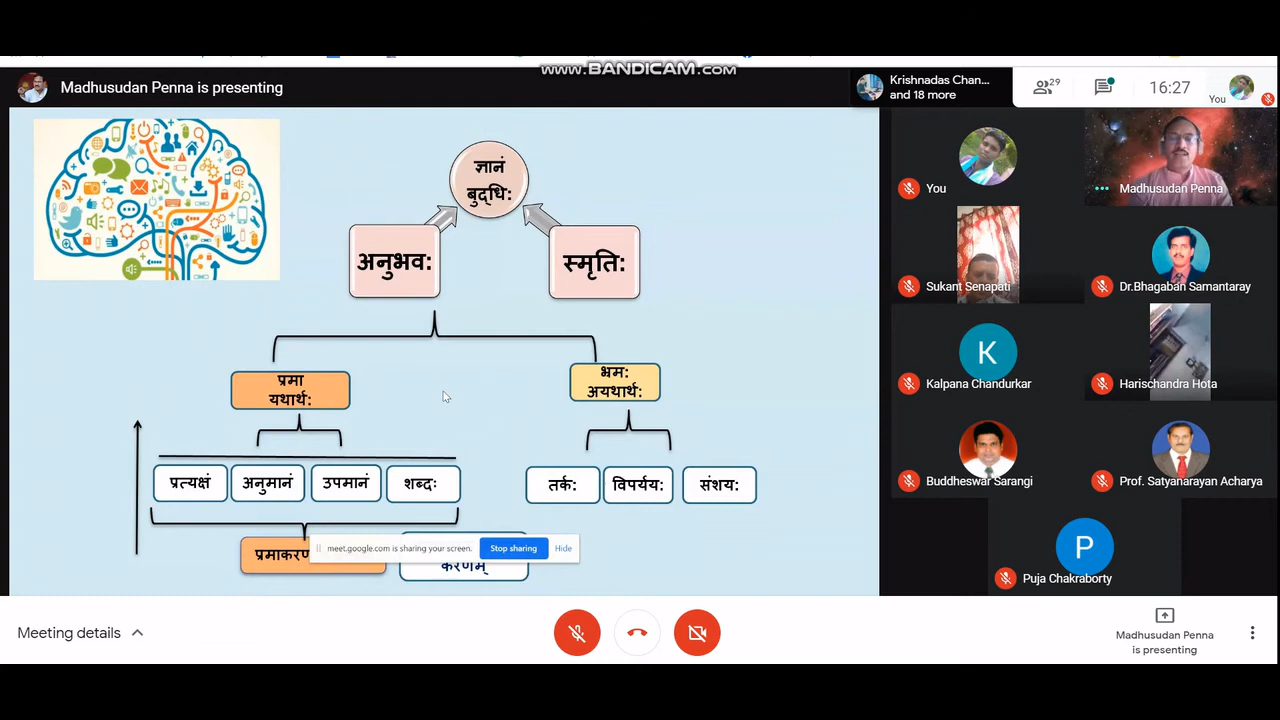 www.BANDICAM.com
Madhusudan Penna is presenting
Krishnadas Chan...
and 18 more
29
16:27
You
ज्ञानं
बुद्धि:
अनुभव:
स्मृति:
प्रमा
यथार्थ:
भ्रम:
अयथार्थ:
प्रत्यक्षं
अनुमानं
उपमानं
शब्दः
तर्क:
विपर्यय:
संशय:
प्रमाकरण
करणम्
meet.google.com is sharing your screen.
Stop sharing
Hide
You
Madhusudan Penna
Sukant Senapati
Dr.Bhagaban Samantaray
K
Kalpana Chandurkar
Harischandra Hota
Buddheswar Sarangi
Prof. Satyanarayan Acharya
P
Puja Chakraborty
Meeting details
Madhusudan Penna
is presenting